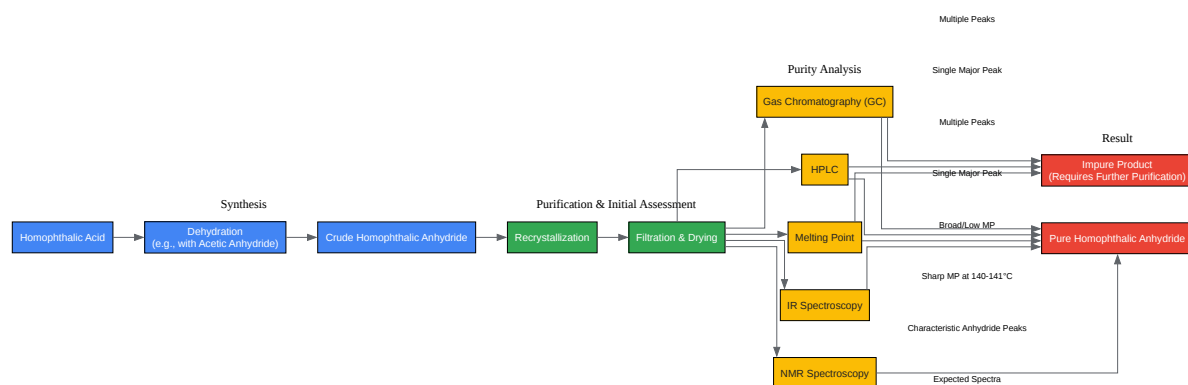 Multiple Peaks
Purity Analysis
Single Major Peak
Gas Chromatography (GC)
Multiple Peaks
Result
HPLC
Impure Product
(Requires Further Purification)
Single Major Peak
Synthesis
Purification & Initial Assessment
Homophthalic Acid
Dehydration
(e.g., with Acetic Anhydride)
Crude Homophthalic Anhydride
Recrystallization
Filtration & Drying
Melting Point
Broad/Low MP
Pure Homophthalic Anhydride
Sharp MP at 140-141°C
IR Spectroscopy
Characteristic Anhydride Peaks
NMR Spectroscopy
Expected Spectra